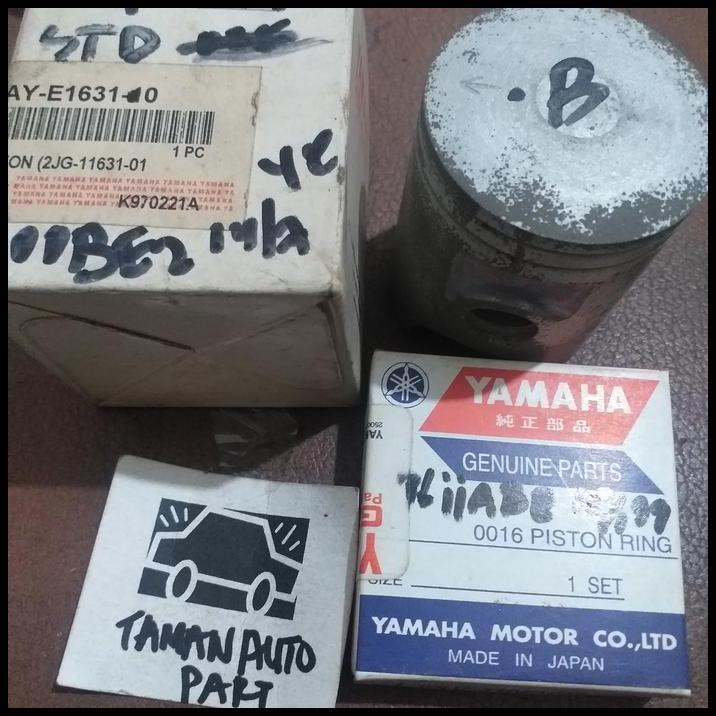 STD
AY-E1631-10
1 PC
ON (2JG-11631-01
YAMAHA YAMAHA YAMAHA YAMAHA YAMAHA
K970221A
B
YAMAHA
純正部品
GENUINE PARTS
0016 PISTON RING
SIZE
1 SET
YAMAHA MOTOR CO.,LTD
MADE IN JAPAN
TAMAN AUTO
PART